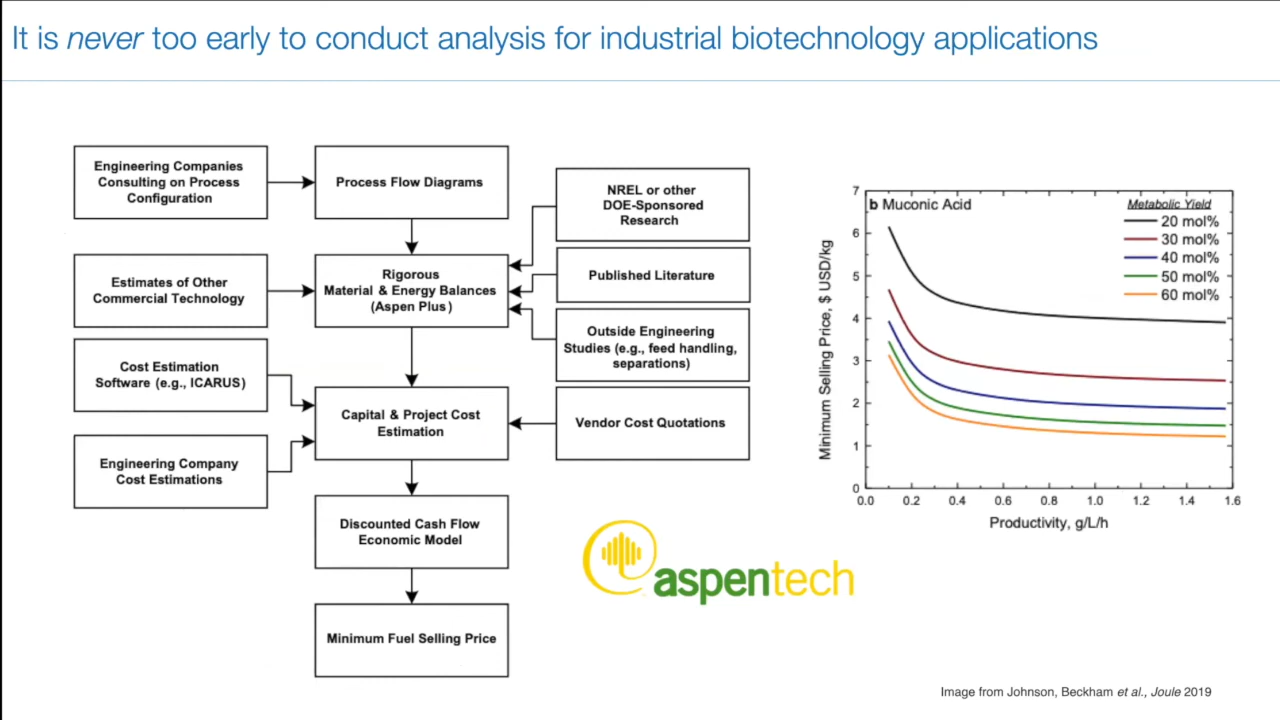 It is never too early to conduct analysis for industrial biotechnology applications
Engineering Companies
Consulting on Process
Configuration
Process Flow Diagrams
NREL or other
DOE-Sponsored
Research
Estimates of Other
Commercial Technology
Rigorous
Material & Energy Balances
(Aspen Plus)
Published Literature
Outside Engineering
Studies (e.g., feed handling,
separations)
Cost Estimation
Software (e.g., ICARUS)
Capital & Project Cost
Estimation
Vendor Cost Quotations
Engineering Company
Cost Estimations
Discounted Cash Flow
Economic Model
Minimum Fuel Selling Price
aspentech
b Muconic Acid
Metabolic Yield
20 mol%
30 mol%
40 mol%
50 mol%
60 mol%
Minimum Selling Price, $ USD/kg
7
6
5
4
3
2
1
0
0.0 0.2 0.4 0.6 0.8 1.0 1.2 1.4 1.6
Productivity, g/L/h
Image from Johnson, Beckham et al., Joule 2019